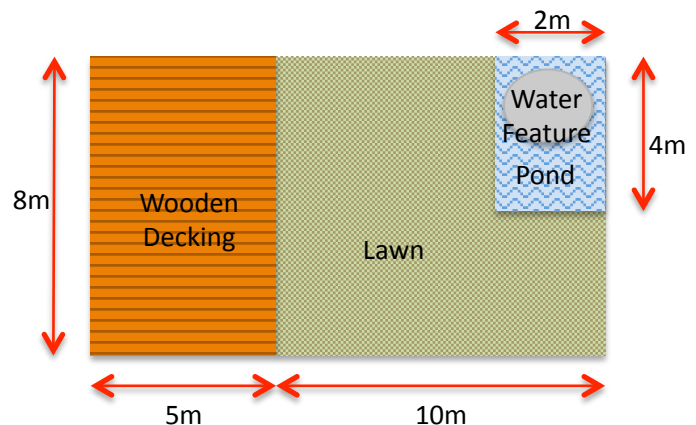 2m
Water
Feature
4m
Pond
8m
Wooden
Decking
Lawn
5m
10m